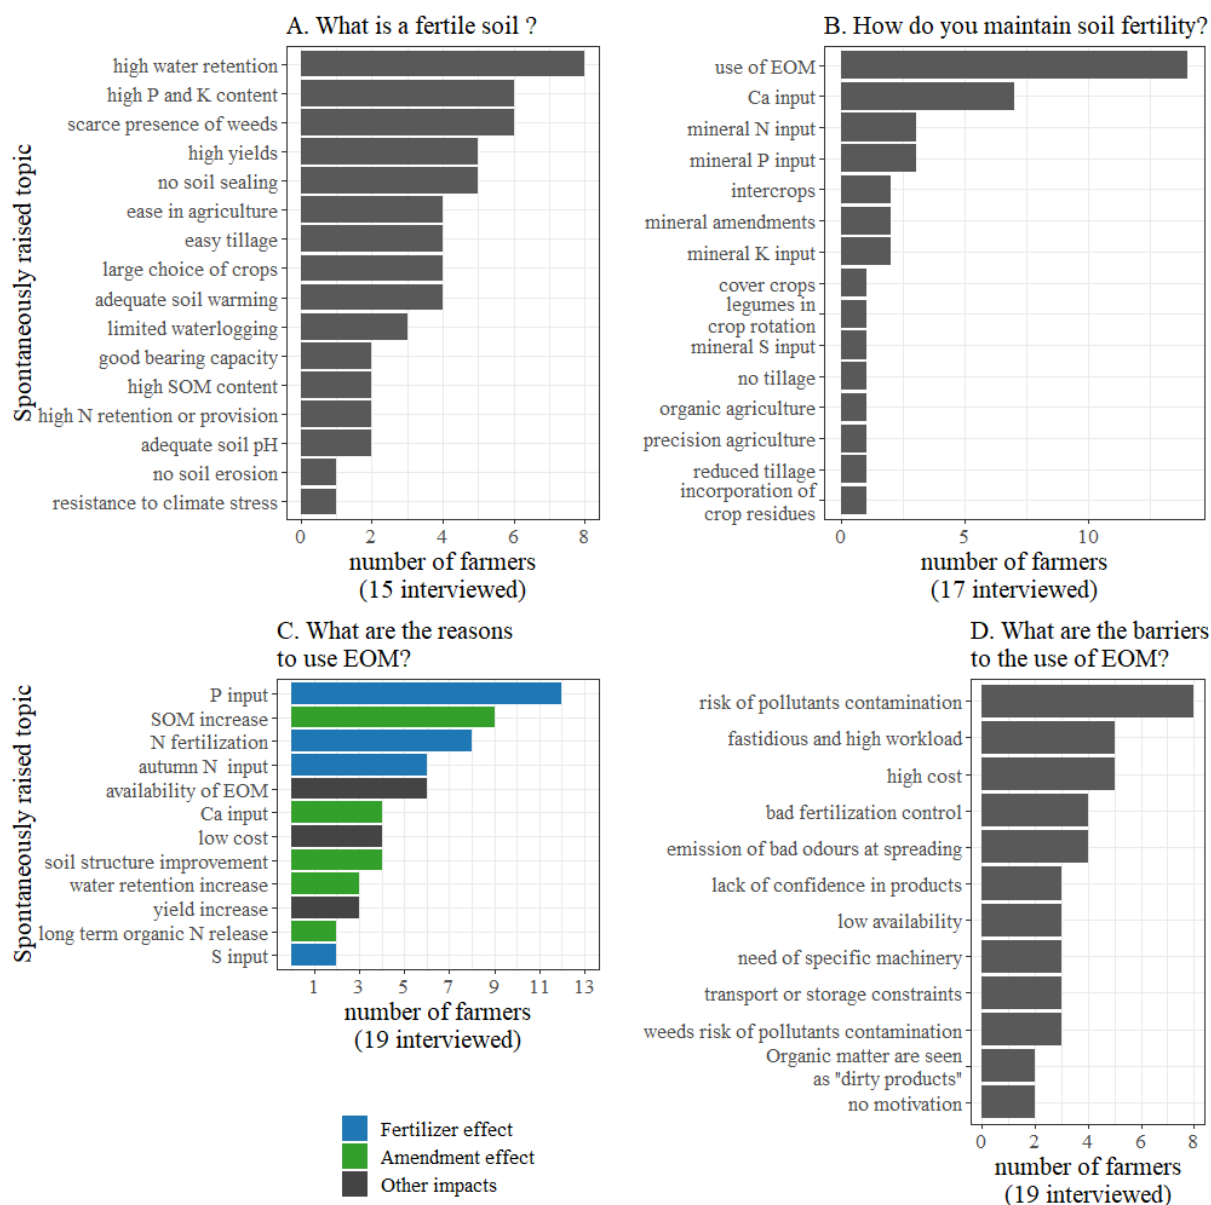 A. What is a fertile soil ?
Spontaneously raised topic
high water retention
high P and K content
scarce presence of weeds
high yields
no soil sealing
ease in agriculture
easy tillage
large choice of crops
adequate soil warming
limited waterlogging
good bearing capacity
high SOM content
high N retention or provision
adequate soil pH
no soil erosion
resistance to climate stress
0 2 4 6 8
number of farmers
(15 interviewed)
B. How do you maintain soil fertility?
use of EOM
Ca input
mineral N input
mineral P input
intercrops
mineral amendments
mineral K input
cover crops
legumes in
crop rotation
mineral S input
no tillage
organic agriculture
precision agriculture
reduced tillage
incorporation of
crop residues
0 5 10
number of farmers
(17 interviewed)
C. What are the reasons
to use EOM?
Spontaneously raised topic
P input
SOM increase
N fertilization
autumn N  input
availability of EOM
Ca input
low cost
soil structure improvement
water retention increase
yield increase
long term organic N release
S input
1 3 5 7 9 11 13
number of farmers
(19 interviewed)
Fertilizer effect
Amendment effect
Other impacts
D. What are the barriers
to the use of EOM?
risk of pollutants contamination
fastidious and high workload
high cost
bad fertilization control
emission of bad odours at spreading
lack of confidence in products
low availability
need of specific machinery
transport or storage constraints
weeds risk of pollutants contamination
Organic matter are seen
as "dirty products"
no motivation
0 2 4 6 8
number of farmers
(19 interviewed)